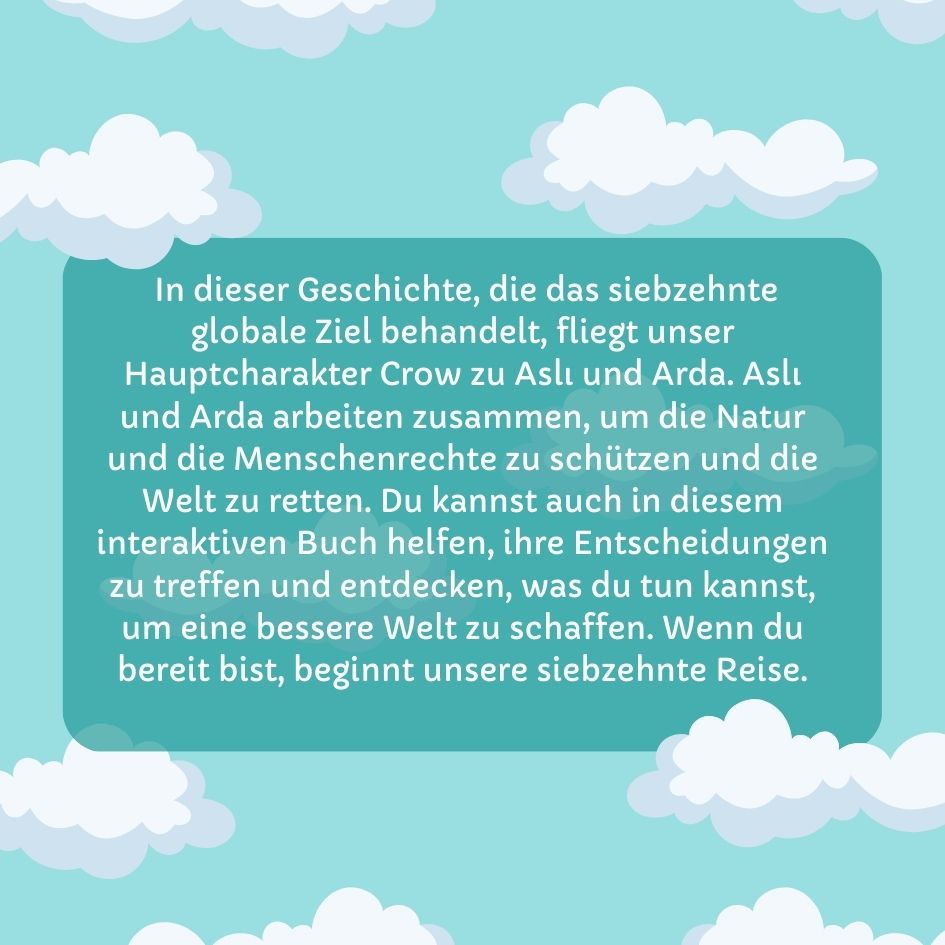 In dieser Geschichte, die das siebzehnte
globale Ziel behandelt, fliegt unser
Hauptcharakter Crow zu Aslı und Arda. Aslı
und Arda arbeiten zusammen, um die Natur
und die Menschenrechte zu schützen und die
Welt zu retten. Du kannst auch in diesem
interaktiven Buch helfen, ihre Entscheidungen
zu treffen und entdecken, was du tun kannst,
um eine bessere Welt zu schaffen. Wenn du
bereit bist, beginnt unsere siebzehnte Reise.